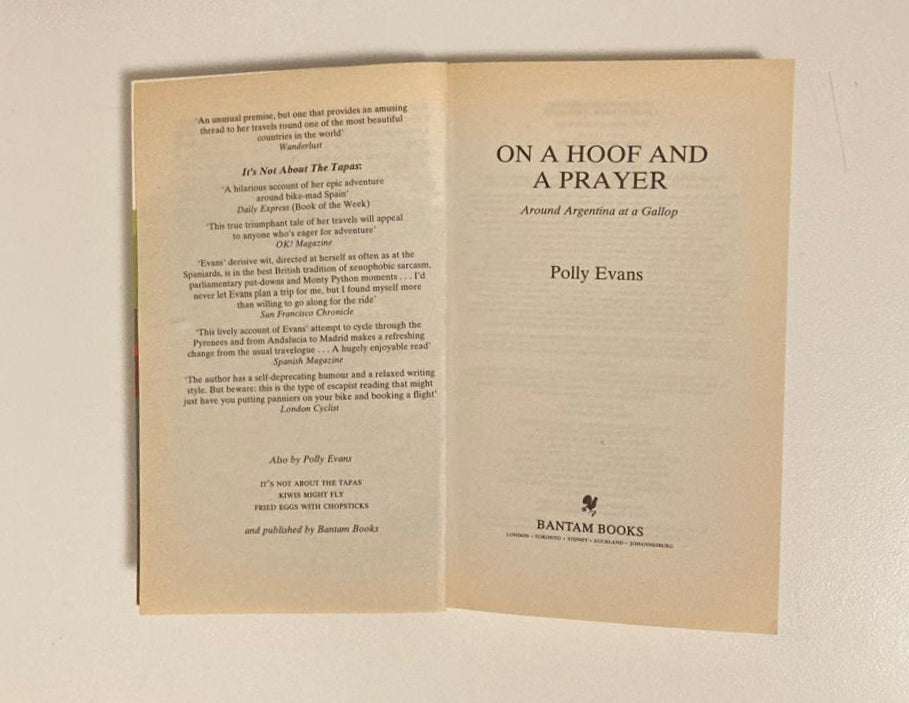 'An unusual premise, but one that provides an amusing
thread to her travels round one of the most beautiful
countries in the world'
Wanderlust
It's Not About The Tapas:
'A hilarious account of her epic adventure
around bike-mad Spain'
Daily Express (Book of the Week)
'This true triumphant tale of her travels will appeal
to anyone who's eager for adventure'
OK! Magazine
'Evans' derisive wit, directed at herself as often as at the
Spaniards, is in the best British tradition of xenophobic sarcasm,
parliamentary put-downs and Monty Python moments . . . I'd
never let Evans plan a trip for me, but I found myself more
than willing to go along for the ride'
San Francisco Chronicle
'This lively account of Evans' attempt to cycle through the
Pyrenees and from Andalucia to Madrid makes a refreshing
change from the usual travelogue . . . A hugely enjoyable read'
Spanish Magazine
'The author has a self-deprecating humour and a relaxed writing
style. But beware: this is the type of escapist reading that might
just have you putting panniers on your bike and booking a flight'
London Cyclist
Also by Polly Evans
IT'S NOT ABOUT THE TAPAS
KIWIS MIGHT FLY
FRIED EGGS WITH CHOPSTICKS
and published by Bantam Books
ON A HOOF AND
A PRAYER
Around Argentina at a Gallop
Polly Evans
BANTAM BOOKS
LONDON • TORONTO • SYDNEY • AUCKLAND • JOHANNESBURG